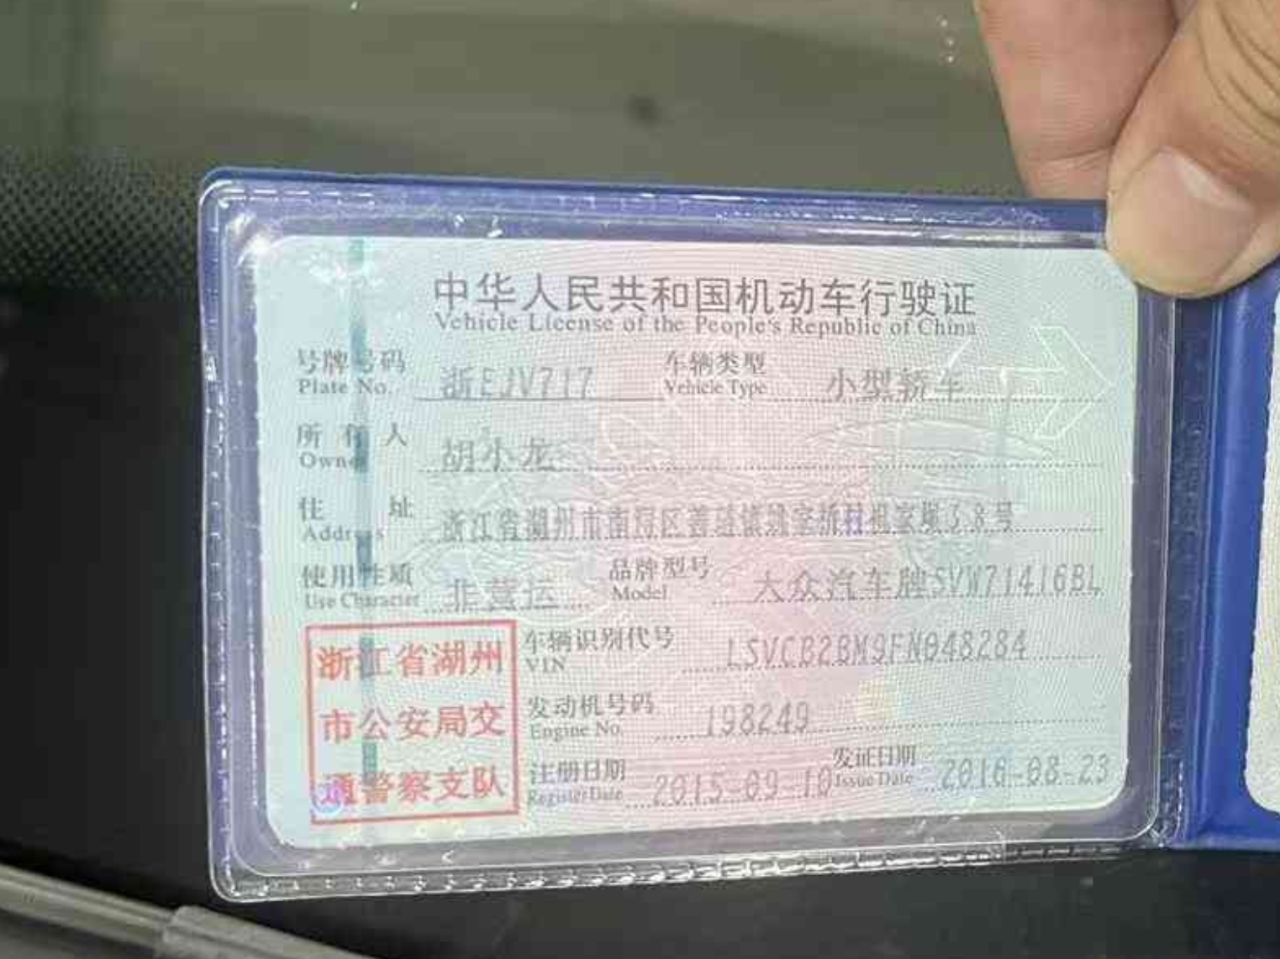 中华人民共和国机动车行驶证
Vehicle License of the People's Republic of China
号牌号码 浙EJV717 车辆类型 小型轿车
Plate No. Vehicle Type
所有人 胡小龙
Owner
住址 浙江省湖州市南浔区善琏镇 桥村 家 38号
Address
使用性质 非营运 品牌型号 大众汽车牌SVW71416BL
Use Character Model
浙江省湖州
市公安局交
通警察支队
车辆识别代号 LSVCB2BM9FN048284
VIN
发动机号码 198249
Engine No.
注册日期 2015-09-10 发证日期 2016-08-23
Register Date Issue Date